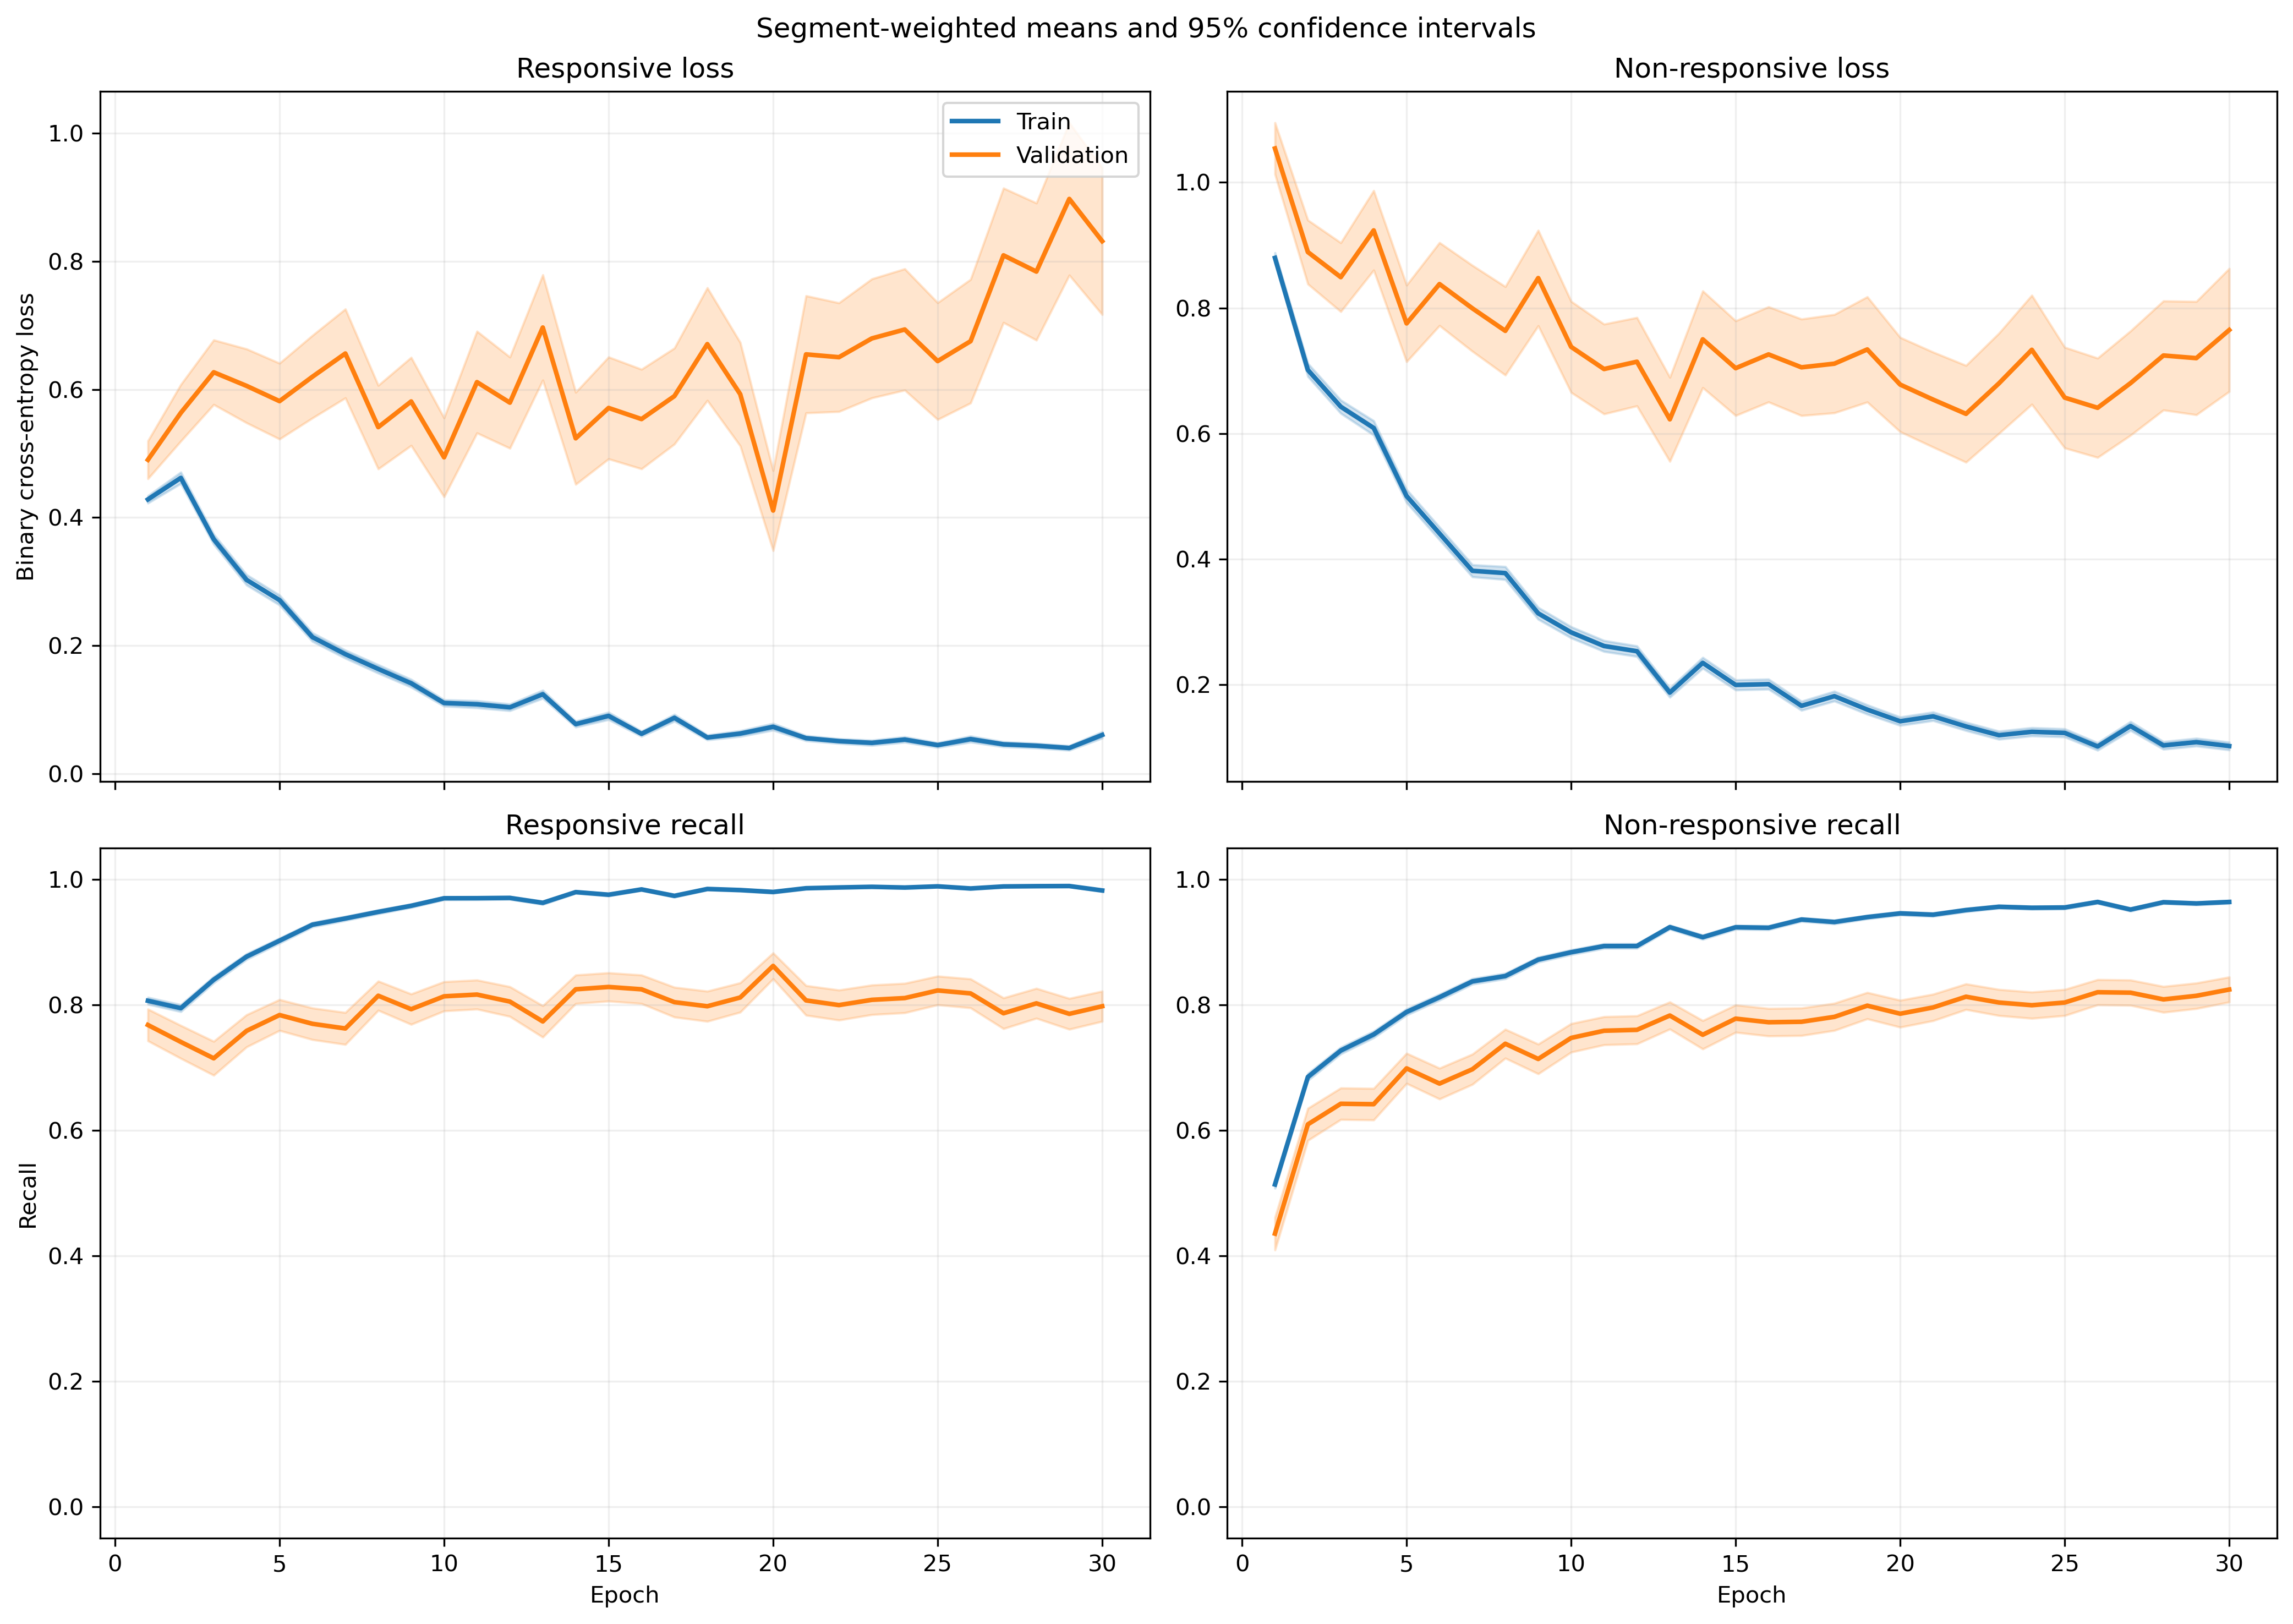 Segment-weighted means and 95% confidence intervals
Responsive loss
Non-responsive loss
Binary cross-entropy loss
1.0
0.8
0.6
0.4
0.2
0.0
Train
Validation
1.0
0.8
0.6
0.4
0.2
Responsive recall
Non-responsive recall
Recall
1.0
0.8
0.6
0.4
0.2
0.0
0 5 10 15 20 25 30
Epoch
1.0
0.8
0.6
0.4
0.2
0.0
0 5 10 15 20 25 30
Epoch